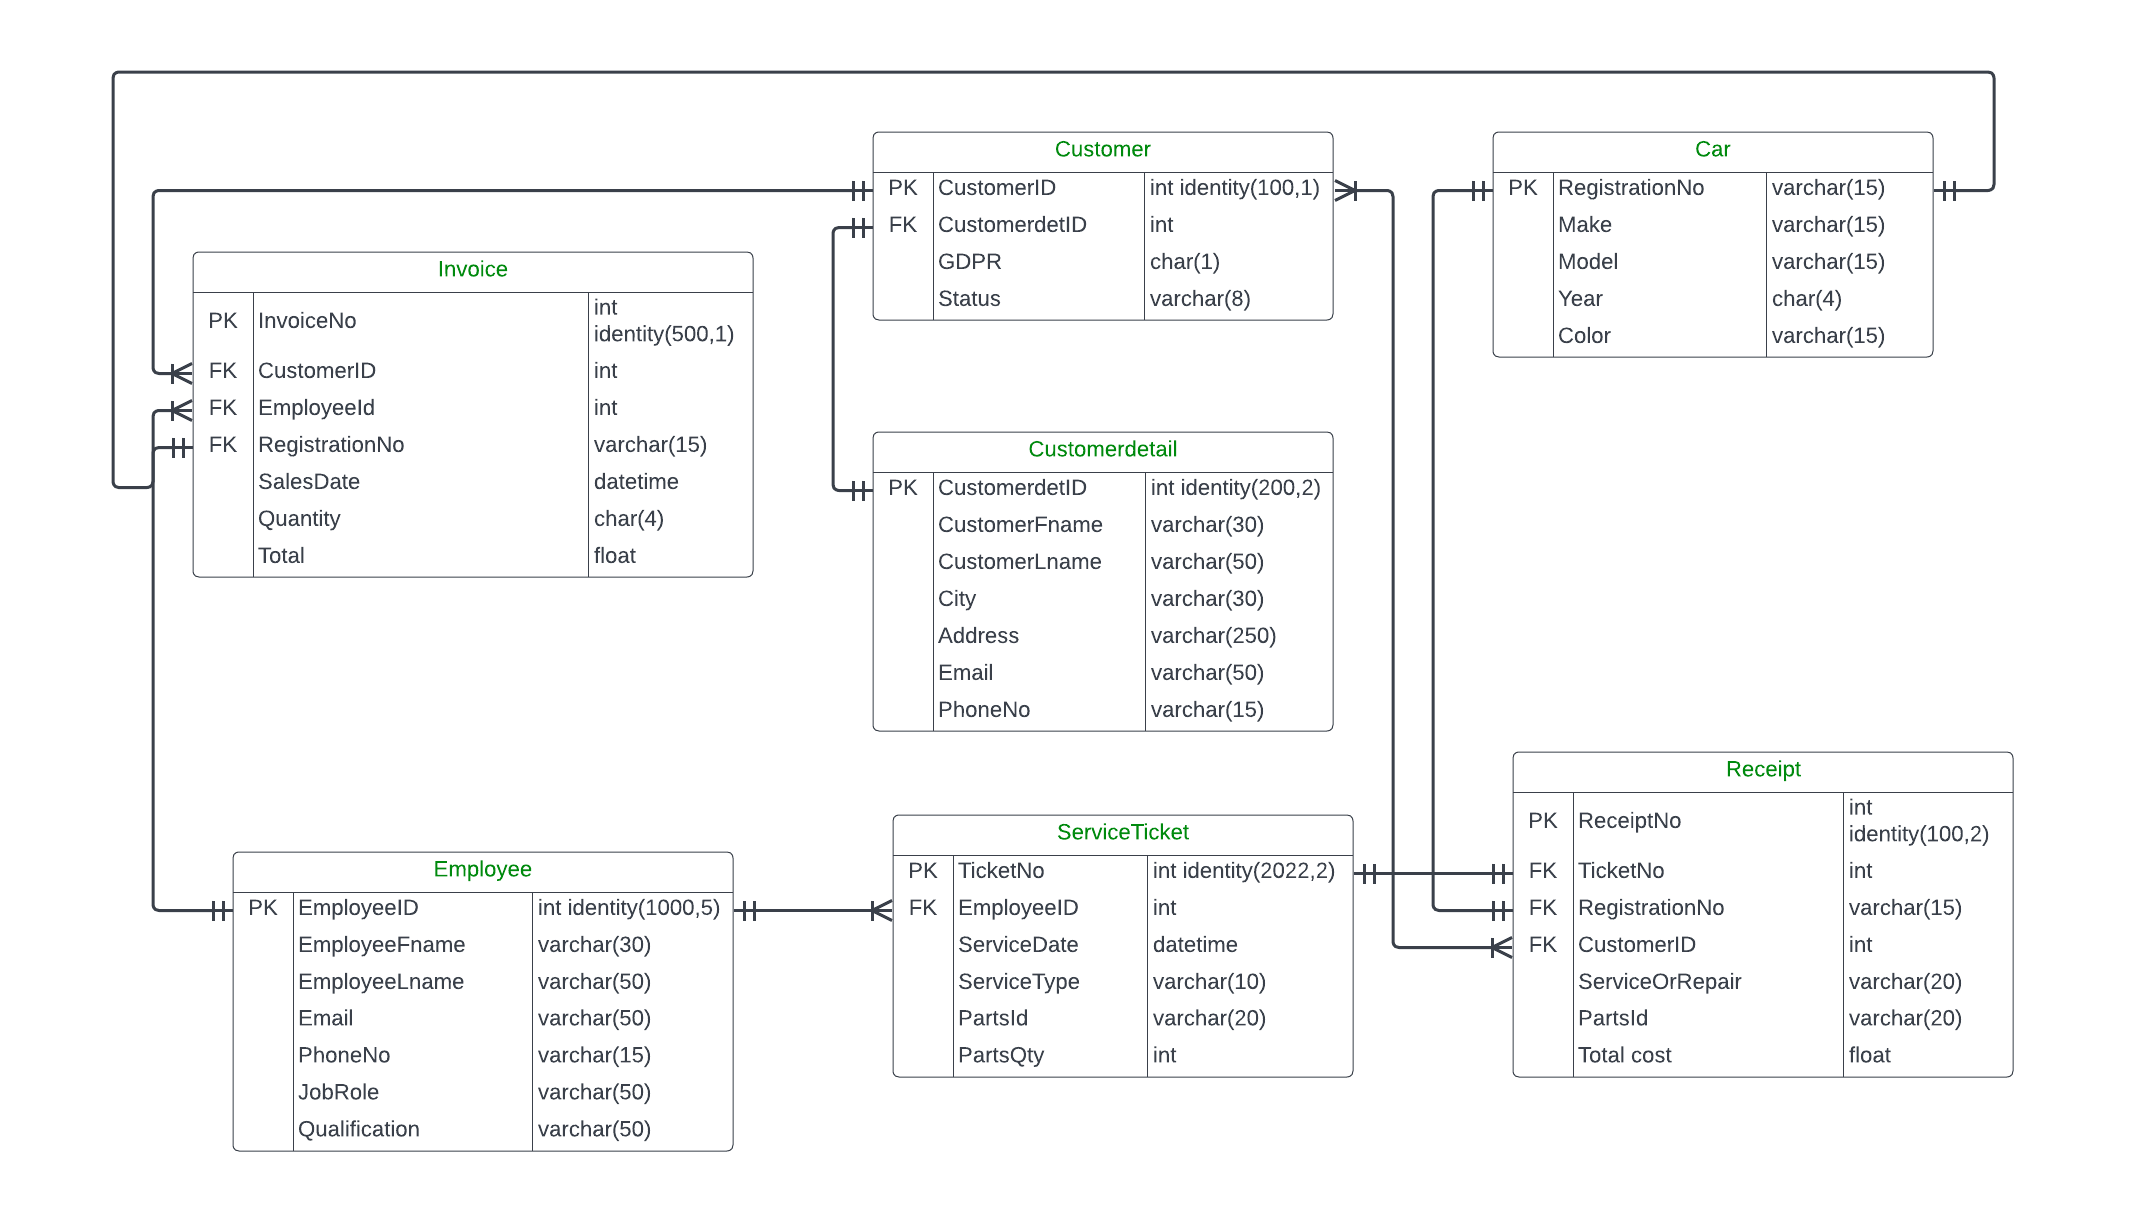 Customer
PK CustomerID int identity(100,1)
FK CustomerdetID int
GDPR char(1)
Status varchar(8)
Car
PK RegistrationNo varchar(15)
Make varchar(15)
Model varchar(15)
Year char(4)
Color varchar(15)
Invoice
PK InvoiceNo int
identity(500,1)
FK CustomerID int
FK EmployeeId int
FK RegistrationNo varchar(15)
SalesDate datetime
Quantity char(4)
Total float
Customerdetail
PK CustomerdetID int identity(200,2)
CustomerFname varchar(30)
CustomerLname varchar(50)
City varchar(30)
Address varchar(250)
Email varchar(50)
PhoneNo varchar(15)
Employee
PK EmployeeID int identity(1000,5)
EmployeeFname varchar(30)
EmployeeLname varchar(50)
Email varchar(50)
PhoneNo varchar(15)
JobRole varchar(50)
Qualification varchar(50)
ServiceTicket
PK TicketNo int identity(2022,2)
FK EmployeeID int
ServiceDate datetime
ServiceType varchar(10)
PartsId varchar(20)
PartsQty int
Receipt
PK ReceiptNo int
identity(100,2)
FK TicketNo int
FK RegistrationNo varchar(15)
FK CustomerID int
ServiceOrRepair varchar(20)
PartsId varchar(20)
Total cost float